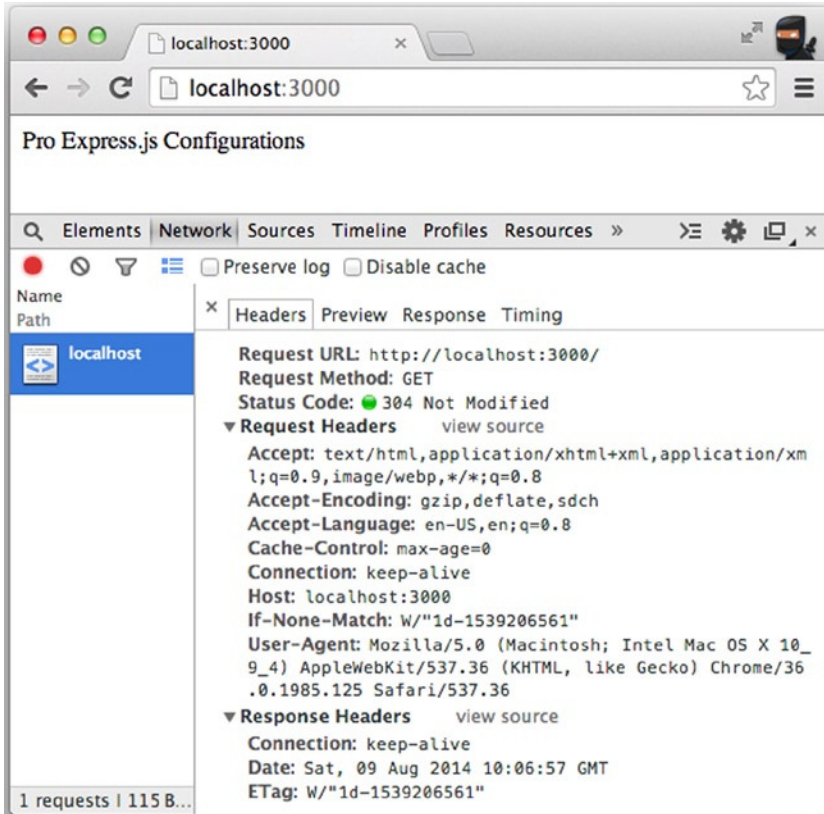 localhost:3000
localhost:3000
Pro Express.js Configurations
Elements Network Sources Timeline Profiles Resources »
Preserve log Disable cache
Name
Path
localhost
1 requests | 115 B...
× Headers Preview Response Timing
Request URL: http://localhost:3000/
Request Method: GET
Status Code: 304 Not Modified
▼Request Headers view source
Accept: text/html,application/xhtml+xml,application/xm
l;q=0.9,image/webp,*/*;q=0.8
Accept-Encoding: gzip,deflate,sdch
Accept-Language: en-US,en;q=0.8
Cache-Control: max-age=0
Connection: keep-alive
Host: localhost:3000
If-None-Match: W/"1d-1539206561"
User-Agent: Mozilla/5.0 (Macintosh; Intel Mac OS X 10_
9_4) AppleWebKit/537.36 (KHTML, like Gecko) Chrome/36
.0.1985.125 Safari/537.36
▼Response Headers view source
Connection: keep-alive
Date: Sat, 09 Aug 2014 10:06:57 GMT
ETag: W/"1d-1539206561"